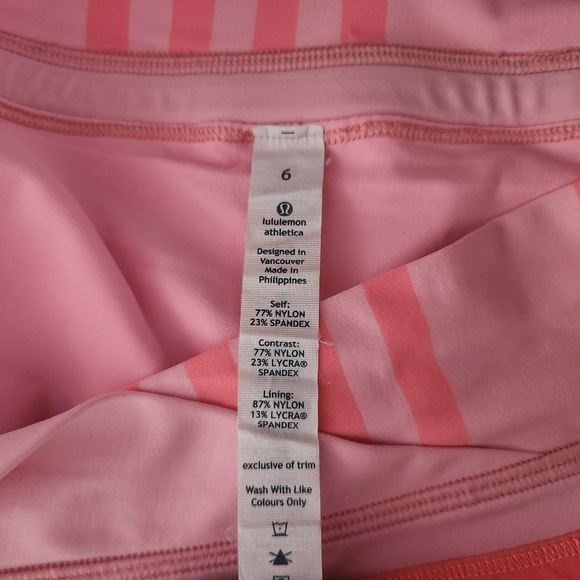 6
lululemon
athletica
Designed in
Vancouver
Made in
Philippines
Self:
77% NYLON
23% SPANDEX
Contrast:
77% NYLON
23% LYCRA®
SPANDEX
Lining:
87% NYLON
13% LYCRA®
SPANDEX
exclusive of trim
Wash With Like
Colours Only